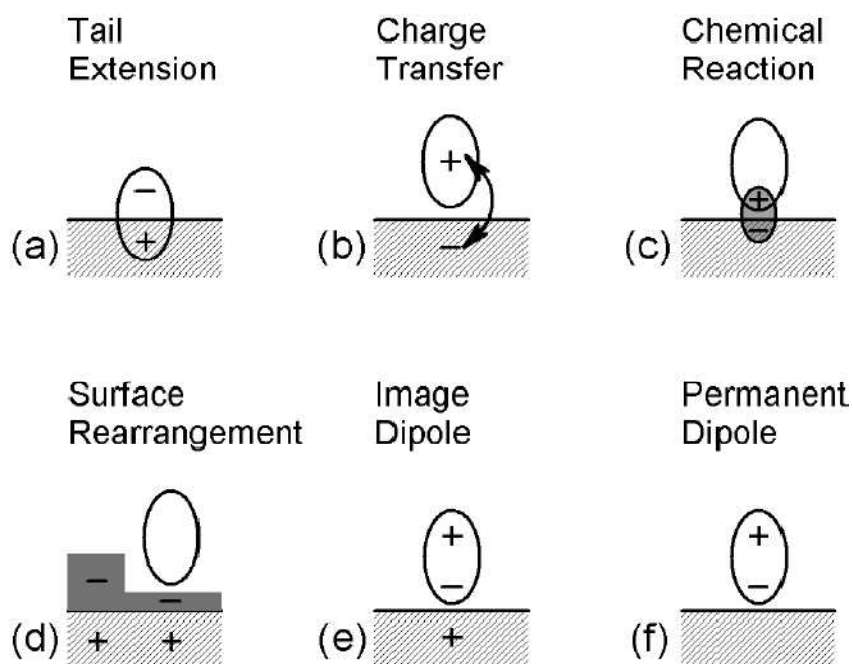 Tail
Extension
Charge
Transfer
Chemical
Reaction
−
+
+
−
+
−
(a)
(b)
(c)
Surface
Rearrangement
Image
Dipole
Permanent
Dipole
−
−
+
+
+
−
+
+
−
(d)
(e)
(f)